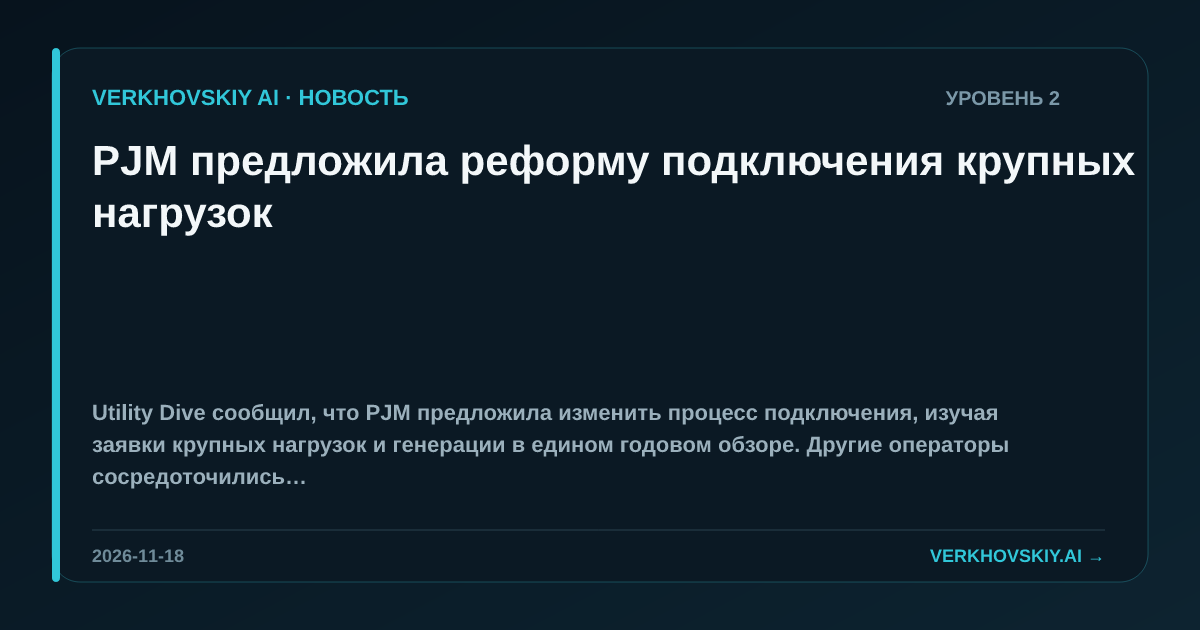 VERKHOVSKIY AI · НОВОСТЬ
УРОВЕНЬ 2
PJM предложила реформу подключения крупных
нагрузок
Utility Dive сообщил, что PJM предложила изменить процесс подключения, изучая
заявки крупных нагрузок и генерации в едином годовом обзоре. Другие операторы
сосредоточились…
2026-11-18
VERKHOVSKIY.AI →